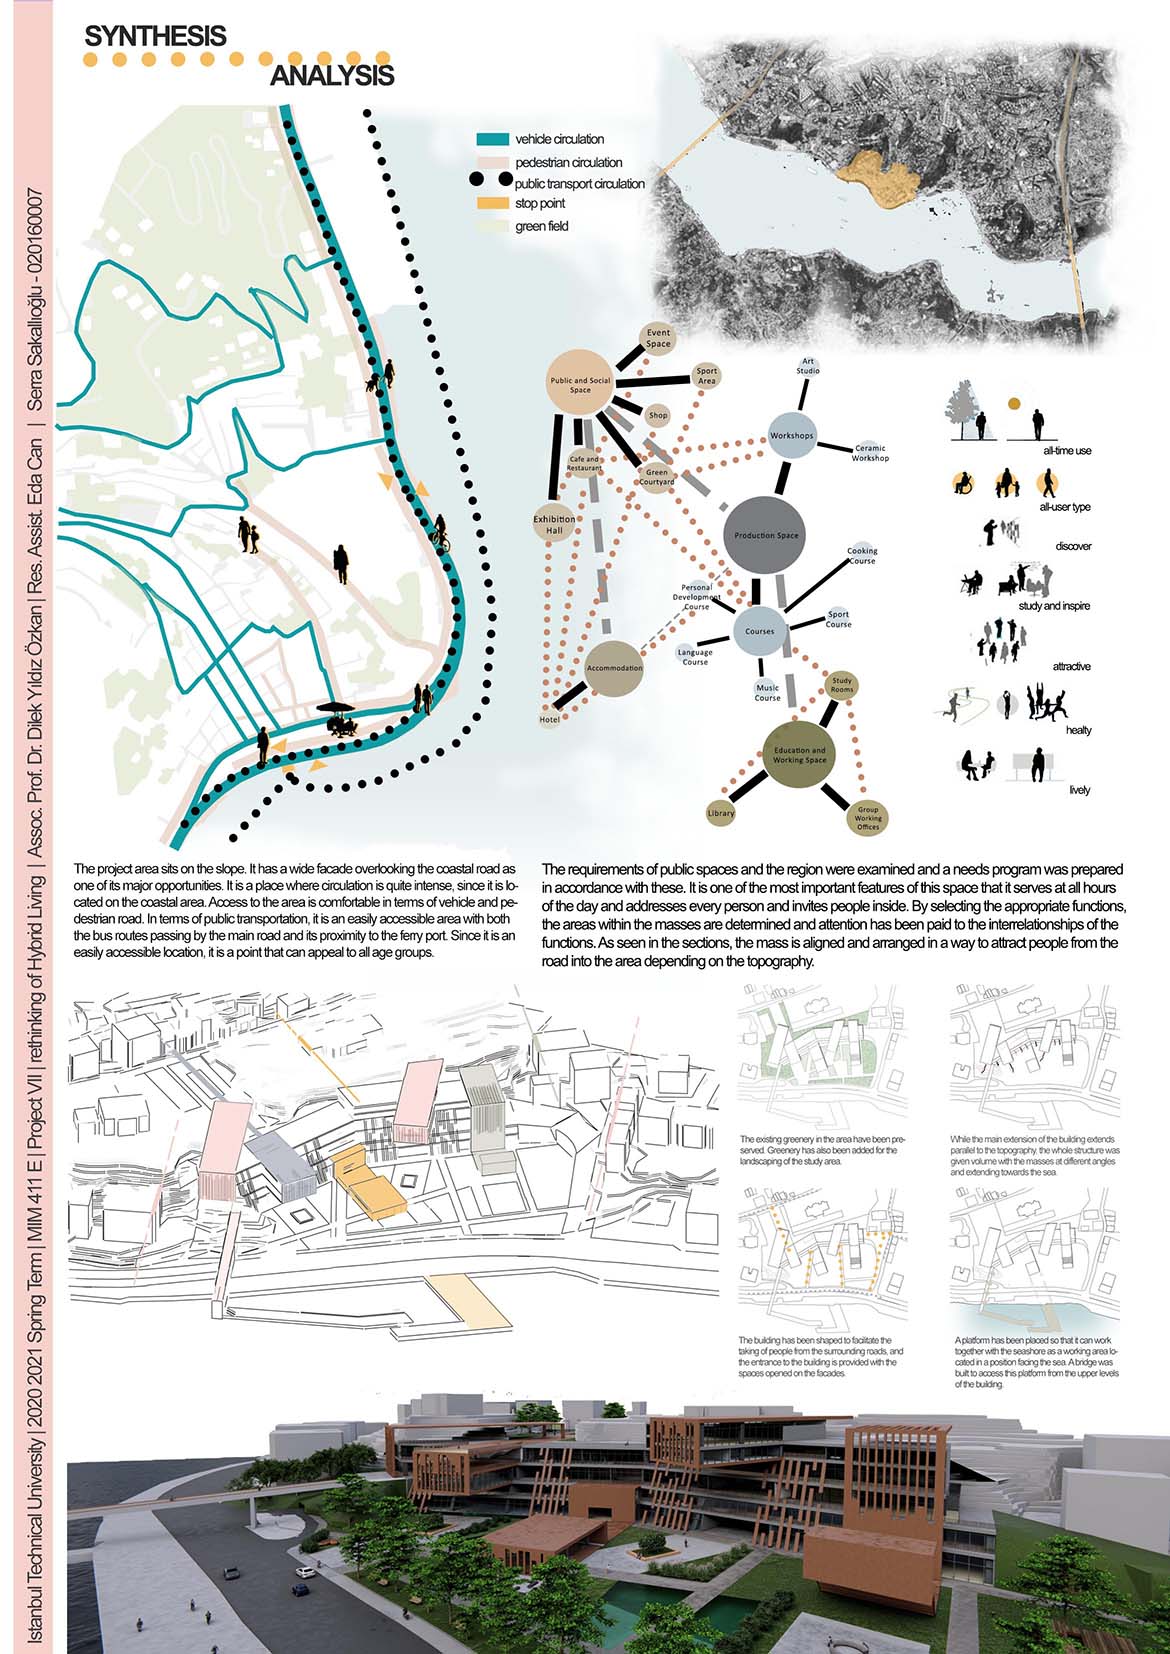 SYNTHESIS
ANALYSIS
vehicle circulation
pedestrian circulation
public transport circulation
stop point
green field
Istanbul Technical University | 2020 2021 Spring Term | MIM 411 E | Project VII | rethinking of Hybrid Living | Assoc. Prof. Dr. Dilek Yıldız Özkan | Res. Assist. Eda Can | Serra Sakallıoğlu - 020160007
Event
Space
Public and Social
Space
Sport
Area
Shop
Cafe and
Restaurant
Green
Courtyard
Exhibition
Hall
Art
Studio
Workshops
Ceramic
Workshop
Production Space
Cooking
Course
Personal
Development
Course
Sport
Course
Courses
Language
Course
Music
Course
Accommodation
Hotel
Study
Rooms
Education and
Working Space
Library
Group
Working
Offices
all-time use
all-user type
discover
study and inspire
attractive
healty
lively
The project area sits on the slope. It has a wide facade overlooking the coastal road as
one of its major opportunities. It is a place where circulation is quite intense, since it is lo-
cated on the coastal area. Access to the area is comfortable in terms of vehicle and pe-
destrian road. In terms of public transportation, it is an easily accessible area with both
the bus routes passing by the main road and its proximity to the ferry port. Since it is an
easily accessible location, it is a point that can appeal to all age groups.
The requirements of public spaces and the region were examined and a needs program was prepared
in accordance with these. It is one of the most important features of this space that it serves at all hours
of the day and addresses every person and invites people inside. By selecting the appropriate functions,
the areas within the masses are determined and attention has been paid to the interrelationships of the
functions. As seen in the sections, the mass is aligned and arranged in a way to attract people from the
road into the area depending on the topography.
The existing greenery in the area have been pre-
served. Greenery has also been added for the
landscaping of the study area.
While the main extension of the building extends
parallel to the topography, the whole structure was
given volume with the masses at different angles
and extending towards the sea.
The building has been shaped to facilitate the
taking of people from the surrounding roads, and
the entrance to the building is provided with the
spaces opened on the facades.
A platform has been placed so that it can work
together with the seashore as a working area lo-
cated in a position facing the sea. A bridge was
built to access this platform from the upper levels
of the building.